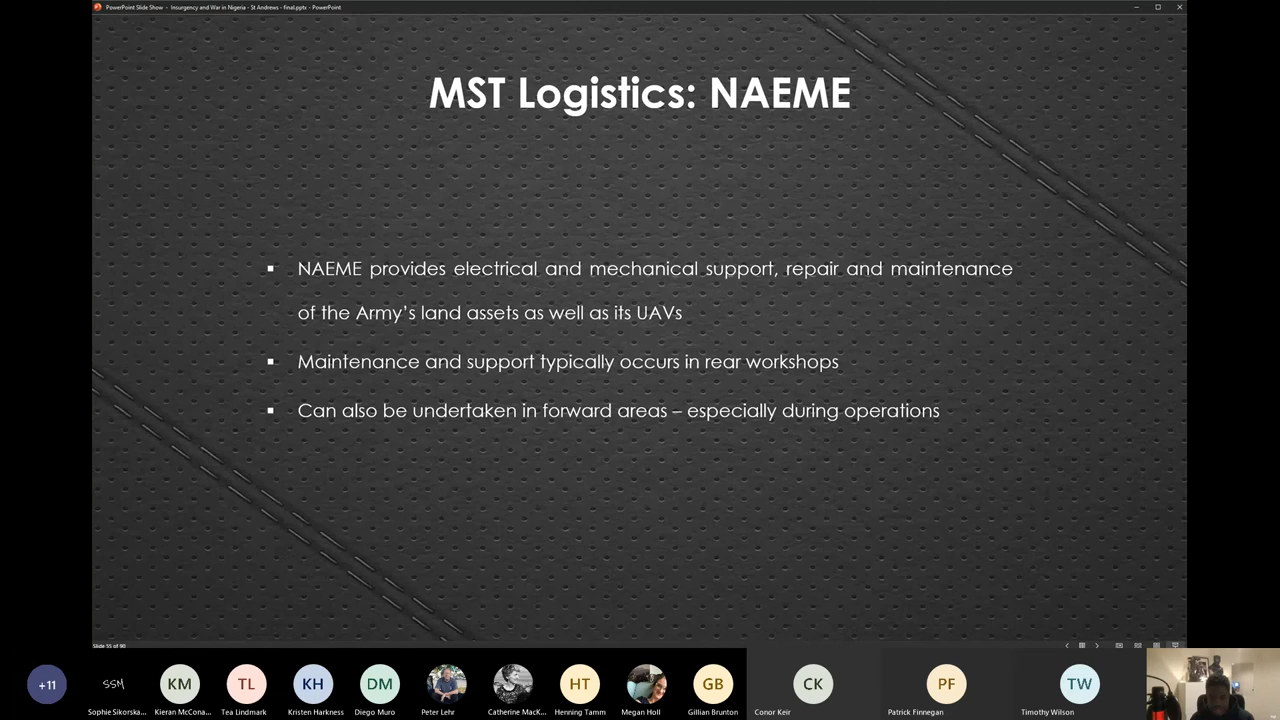 PowerPoint Slide Show - Insurgency and War in Nigeria - St Andrews - Final.pptx - PowerPoint
MST Logistics: NAEME
▪ NAEME provides electrical and mechanical support, repair and maintenance
of the Army’s land assets as well as its UAVs
▪ Maintenance and support typically occurs in rear workshops
▪ Can also be undertaken in forward areas – especially during operations
Slide 55 of 90
+11
SSM
KM
TL
KH
DM
HT
GB
CK
PF
TW
Sophie Sikorska...
Kieran McCona...
Tea Lindmark
Kristen Harkness
Diego Muro
Peter Lehr
Catherine MacK...
Henning Tamm
Megan Holl
Gillian Brunton
Conor Keir
Patrick Finnegan
Timothy Wilson